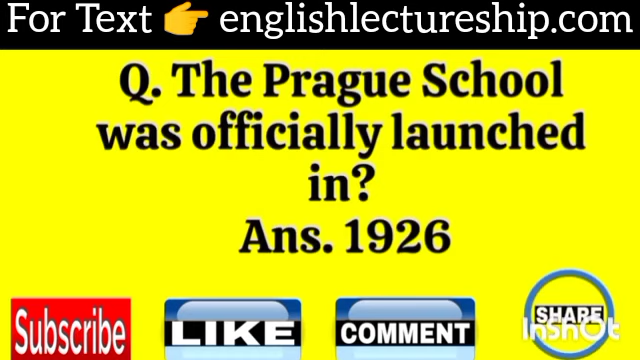 For Text 👉 englishlectureship.com
Q. The Prague School
was officially launched
in?
Ans. 1926
Subscribe
LIKE
COMMENT
SHARE
InShOt